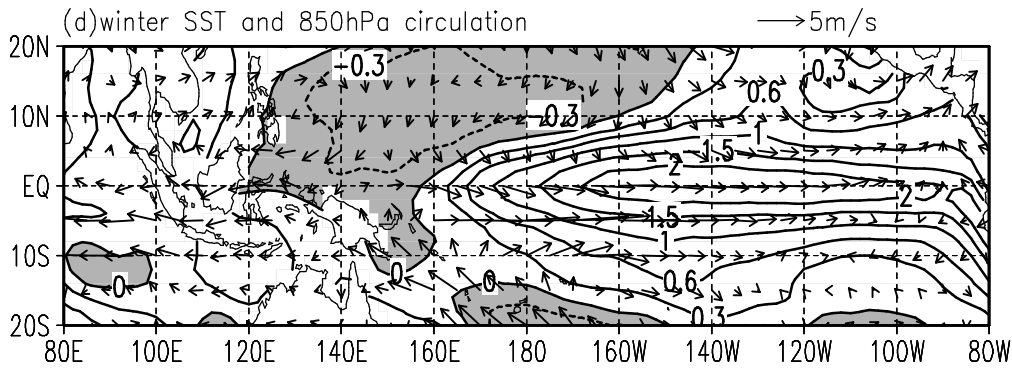 (d)winter SST and 850hPa circulation
5m/s
20N
-0.3
0.3
0.6
10N
0.3
1
1.5
2
EQ
2
1.5
1
10S
0
0
0
0.6
0.3
20S
80E 100E 120E 140E 160E 180 160W 140W 120W 100W 80W